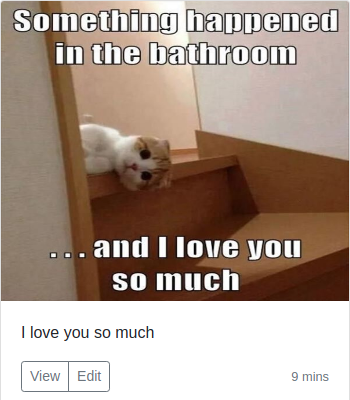 Something happened
in the bathroom
. . . and I love you
so much
I love you so much
View Edit
9 mins